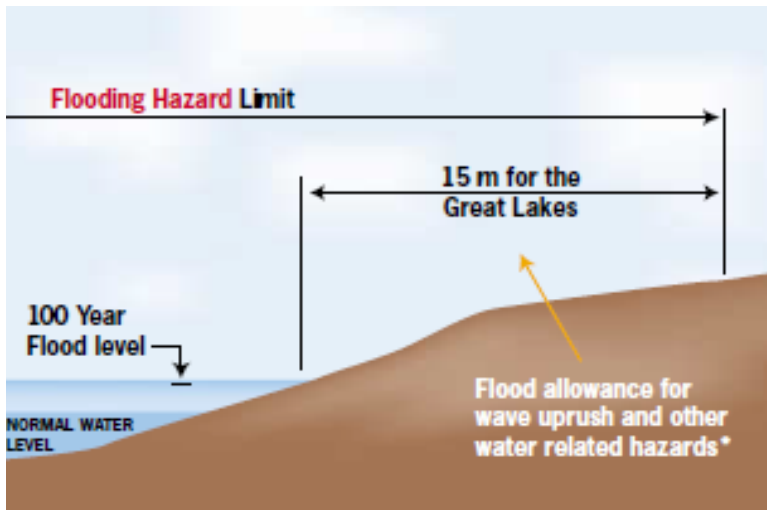 Flooding Hazard Limit
15 m for the
Great Lakes
100 Year
Flood level
Flood allowance for
wave uprush and other
water related hazards*
NORMAL WATER
LEVEL